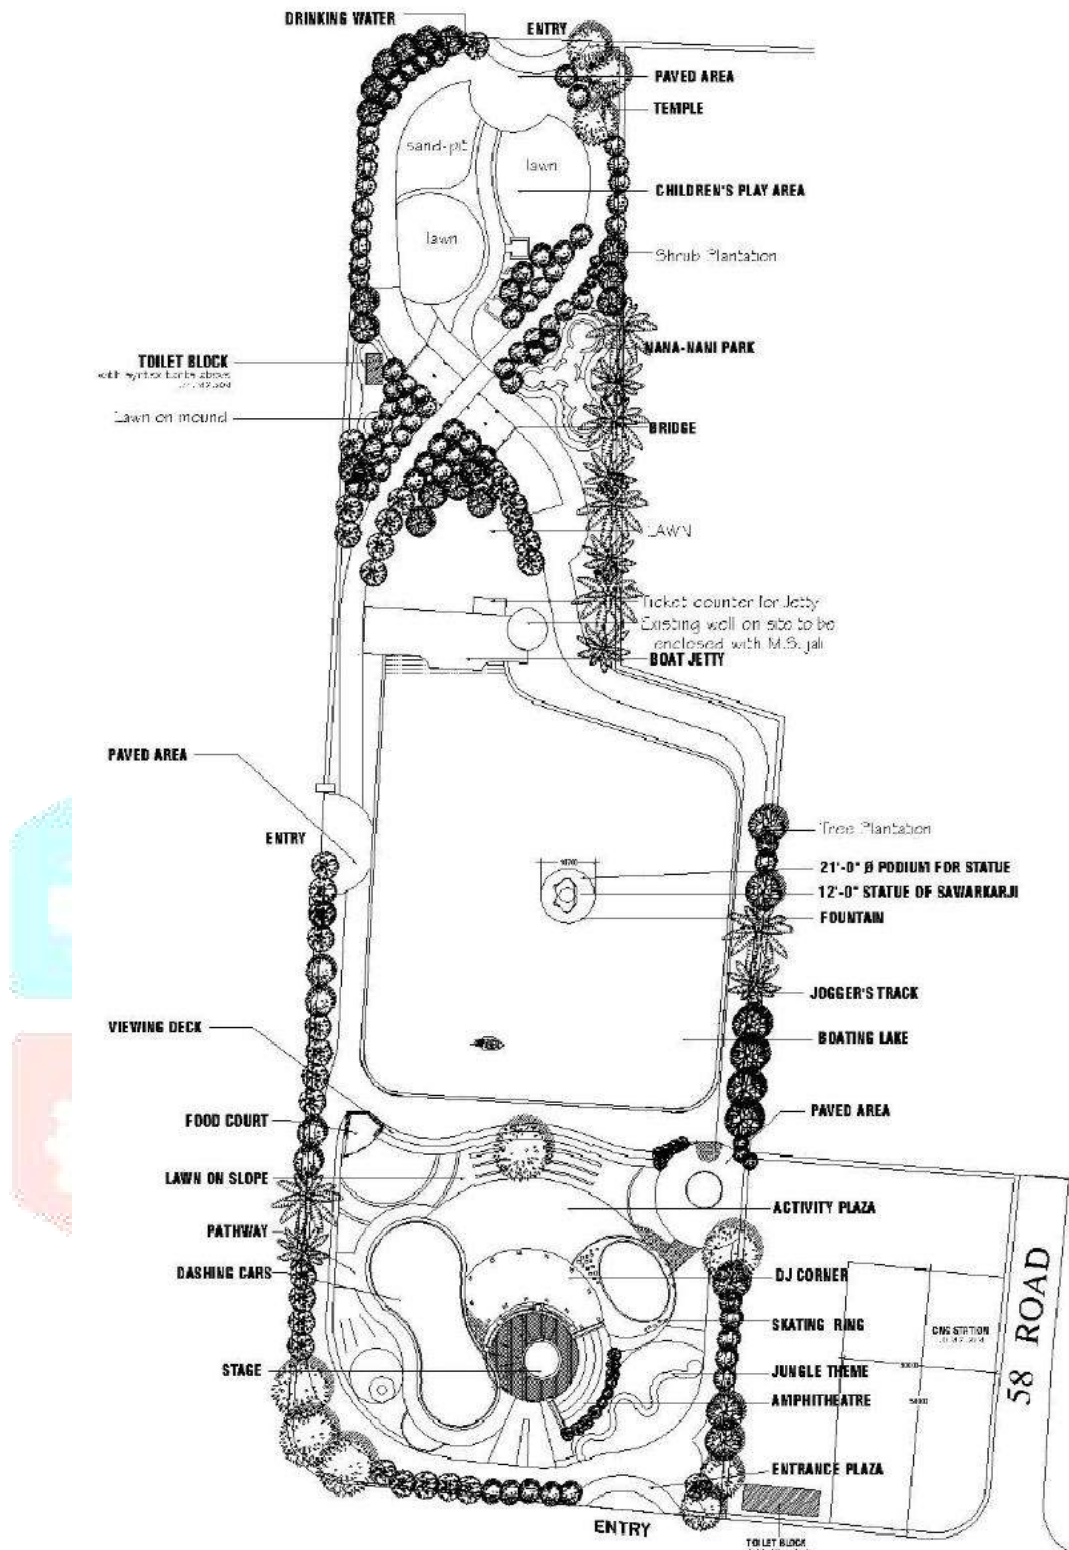 DRINKING WATER
ENTRY
PAVED AREA
TEMPLE
sand-pit
lawn
CHILDREN'S PLAY AREA
lawn
Shrub Plantation
NANA-NANI PARK
TOILET BLOCK
Lawn on mound
BRIDGE
LAWN
Ticket counter for Jetty
Existing well on site to be
enclosed with M.S. jali
BOAT JETTY
PAVED AREA
ENTRY
Tree Plantation
10700
21'-0" Ø PODIUM FOR STATUE
12'-0" STATUE OF SAWARKARJI
FOUNTAIN
JOGGER'S TRACK
VIEWING DECK
BOATING LAKE
FOOD COURT
PAVED AREA
LAWN ON SLOPE
ACTIVITY PLAZA
PATHWAY
DASHING CARS
DJ CORNER
SKATING RING
CNG STATION
58 ROAD
STAGE
JUNGLE THEME
AMPHITHEATRE
ENTRANCE PLAZA
ENTRY
TOILET BLOCK